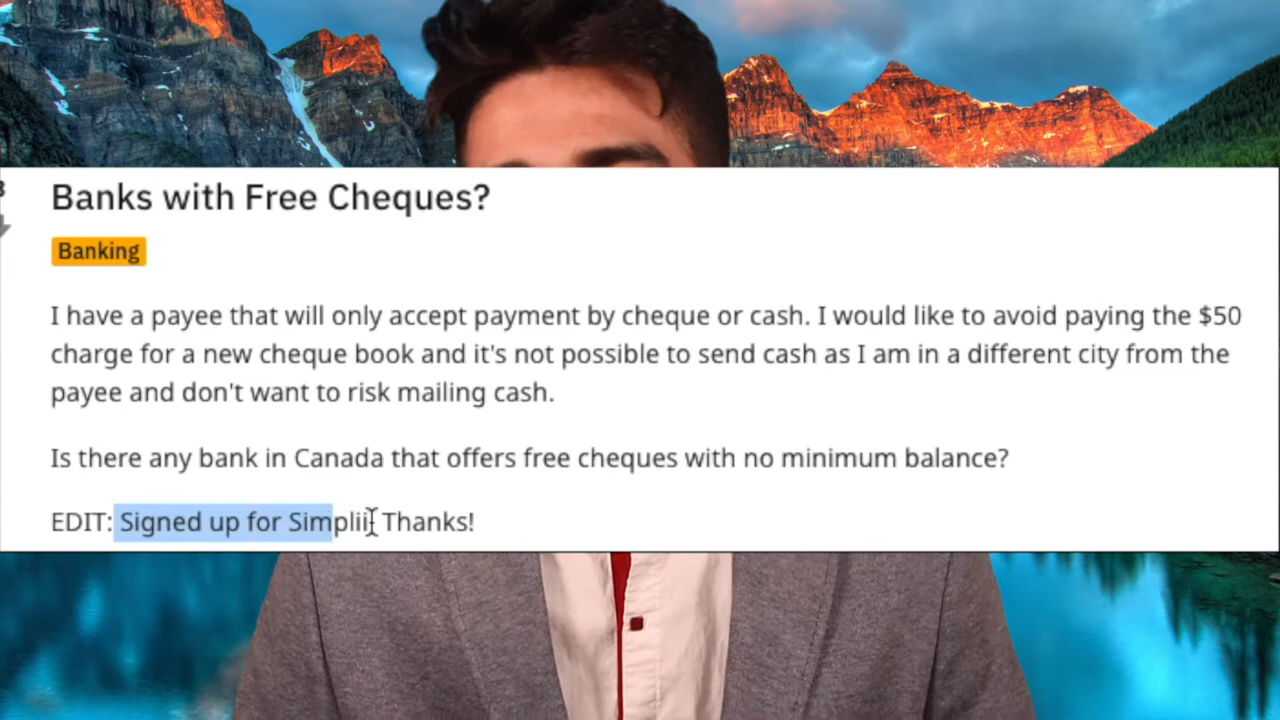 Banks with Free Cheques?
Banking
I have a payee that will only accept payment by cheque or cash. I would like to avoid paying the $50
charge for a new cheque book and it's not possible to send cash as I am in a different city from the
payee and don't want to risk mailing cash.
Is there any bank in Canada that offers free cheques with no minimum balance?
EDIT: Signed up for Simplii! Thanks!